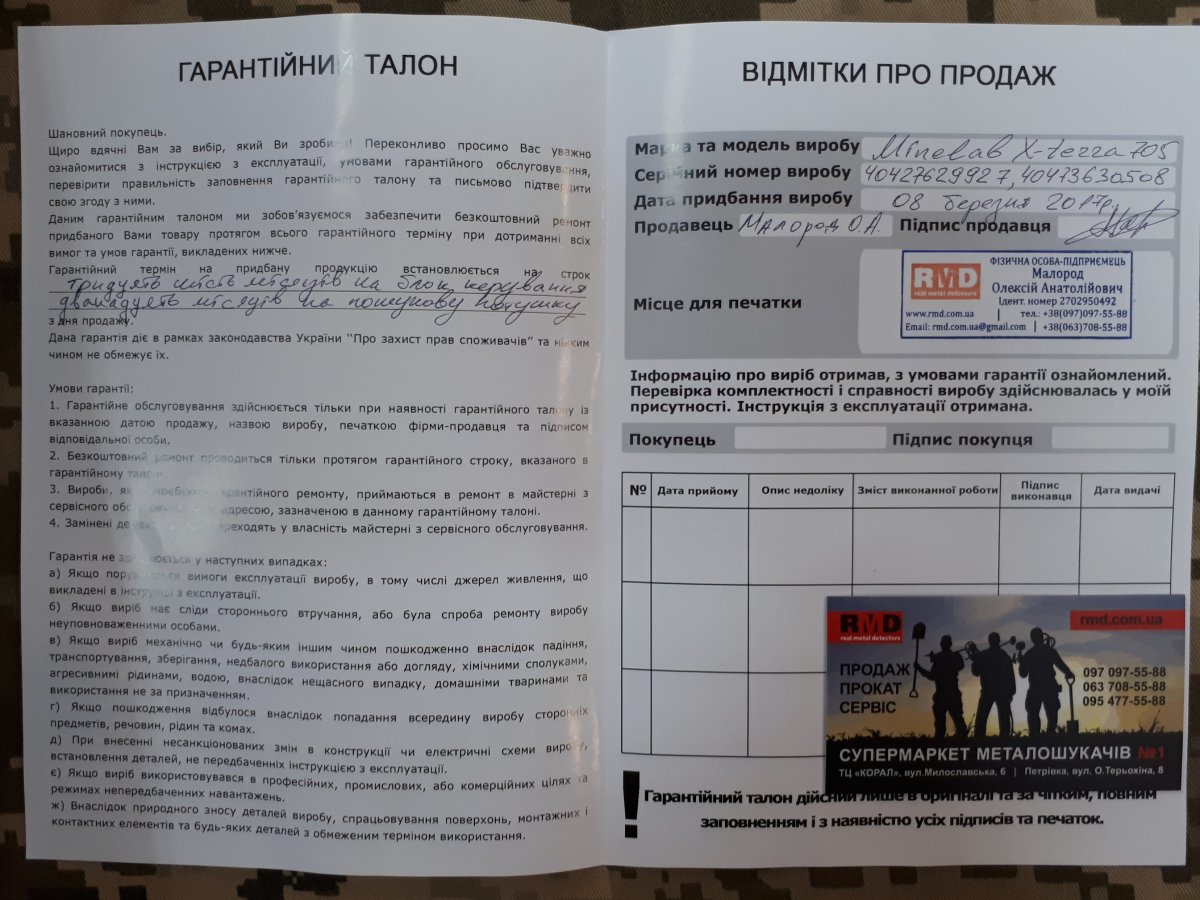 ГАРАНТІЙНИЙ ТАЛОН
Шановний покупець.
Щиро вдячні Вам за вибір, який Ви зробили! Переконливо просимо Вас уважно
ознайомитися з інструкцією з експлуатації, умовами гарантійного обслуговування,
перевірити правильність заповнення гарантійного талону та письмово підтвердити
свою згоду з ними.
Даним гарантійним талоном ми зобов'язуємося забезпечити безкоштовний ремонт
придбаного Вами товару протягом всього гарантійного терміну при дотриманні всіх
вимог та умов гарантії, викладених нижче.
Гарантійний термін на придбану продукцію встановлюється на строк
тридцять шість місяців на блок керування
дванадцять місяців на пошукову котушку
з дня продажу.
Дана гарантія діє в рамках законодавства України "Про захист прав споживачів" та ніяким
чином не обмежує їх.
Умови гарантії:
1. Гарантійне обслуговування здійснюється тільки при наявності гарантійного талону із
вказанною датою продажу, назвою виробу, печаткою фірми-продавця та підписом
відповідальної особи.
2. Безкоштовний ремонт проводиться тільки протягом гарантійного строку, вказаного в
гарантійному
3. Вироби, які гарантійного ремонту, приймаються в ремонт в майстерні з
сервісного адресою, зазначеною в данному гарантійному талоні.
4. Замінені переходять у власність майстерні з сервісного обслуговування.
Гарантія не у наступних випадках:
а) Якщо порушуються вимоги експлуатації виробу, в тому числі джерел живлення, що
викладені в інструкції з експлуатації.
б) Якщо виріб має сліди стороннього втручання, або була спроба ремонту виробу
неуповноваженними особами.
в) Якщо виріб механічно чи будь-яким іншим чином пошкодженно внаслідок падіння,
транспортування, зберігання, недбалого використання або догляду, хімічними сполуками,
агресивними рідинами, водою, внаслідок нещасного випадку, домашніми тваринами та
використання не за призначенням.
г) Якщо пошкодження відбулося внаслідок попадання всередину виробу сторонніх
предметів, речовин, рідин та комах.
д) При внесенні несанкціонованих змін в конструкції чи електричні схеми виробу,
встановлення деталей, не передбаченніх інструкцією з експлуатації.
є) Якщо виріб використовувався в професійних, промислових, або комерційних цілях та
режимах непередбаченних навантажень.
ж) Внаслідок природного зносу деталей виробу, спрацьовування поверхонь, монтажних і
контактних елементів та будь-яких деталей з обмеженим терміном використання.
ВІДМІТКИ ПРО ПРОДАЖ
Марка та модель виробу Minelab X-terra 705
Серійний номер виробу 40427629927, 40473630508
Дата придбання виробу 08 березня 2017р.
Продавець Малород О.А. Підпис продавця
Місце для печатки
RMD
real metal detectors
ФІЗИЧНА ОСОБА-ПІДПРИЄМЕЦЬ
Малород
Олексій Анатолійович
Ідент. номер 2702950492
www.rmd.com.ua | тел.: +38(097)097-55-88
Email: rmd.com.ua@gmail.com | +38(063)708-55-88
Інформацію про виріб отримав, з умовами гарантії ознайомлений.
Перевірка комплектності і справності виробу здійснювалась у моїй
присутності. Інструкція з експлуатації отримана.
Покупець Підпис покупця
№ Дата прийому Опис недоліку Зміст виконанної роботи Підпис виконавця Дата видачі
RMD
real metal detectors
rmd.com.ua
ПРОДАЖ
ПРОКАТ
СЕРВІС
097 097-55-88
063 708-55-88
095 477-55-88
СУПЕРМАРКЕТ МЕТАЛОШУКАЧІВ №1
ТЦ «КОРАЛ», вул.Милославська, 6 | Петрівка, вул. О.Терьохіна, 8
! Гарантійний талон дійсний лише в оригіналі та за чітким, повним
заповненням і з наявністю усіх підписів та печаток.